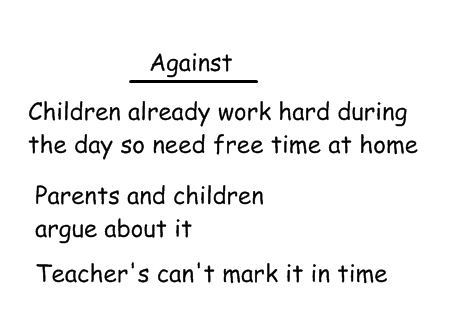 Against
Children already work hard during
the day so need free time at home
Parents and children
argue about it
Teacher's can't mark it in time